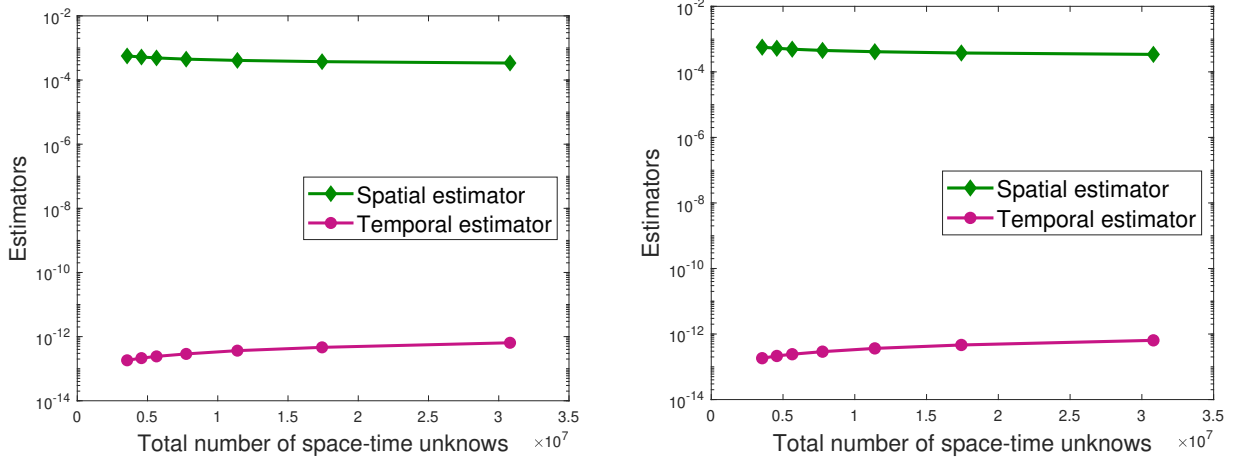 10^-2
10^-4
10^-6
10^-8
10^-10
10^-12
10^-14
Estimators
Spatial estimator
Temporal estimator
0 0.5 1 1.5 2 2.5 3 3.5
×10^7
Total number of space-time unknows
10^-2
10^-4
10^-6
10^-8
10^-10
10^-12
10^-14
Estimators
Spatial estimator
Temporal estimator
0 0.5 1 1.5 2 2.5 3 3.5
×10^7
Total number of space-time unknows